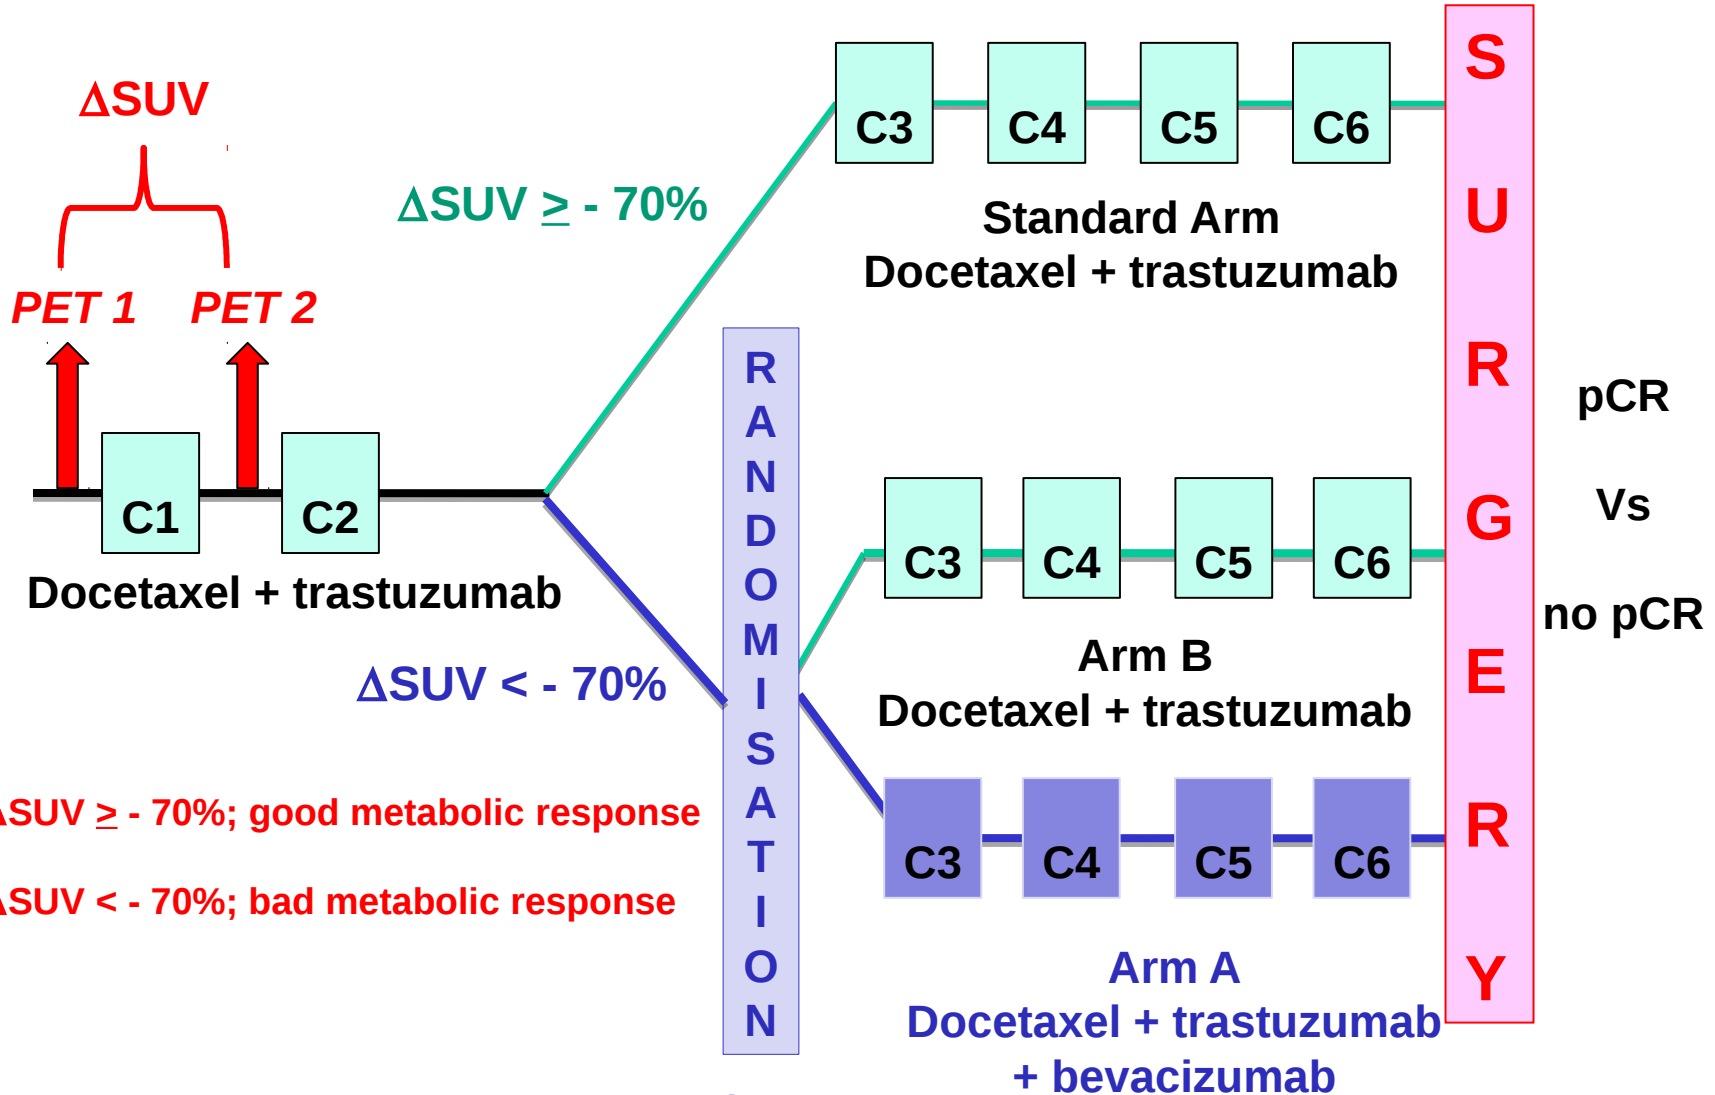 ΔSUV
PET 1 PET 2
C1 C2
Docetaxel + trastuzumab
ΔSUV ≥ - 70%
ΔSUV < - 70%
ΔSUV ≥ - 70%; good metabolic response
ΔSUV < - 70%; bad metabolic response
RANDOMISATION
C3 C4 C5 C6
Standard Arm
Docetaxel + trastuzumab
C3 C4 C5 C6
Arm B
Docetaxel + trastuzumab
C3 C4 C5 C6
Arm A
Docetaxel + trastuzumab
+ bevacizumab
SURGERY
pCR
Vs
no pCR